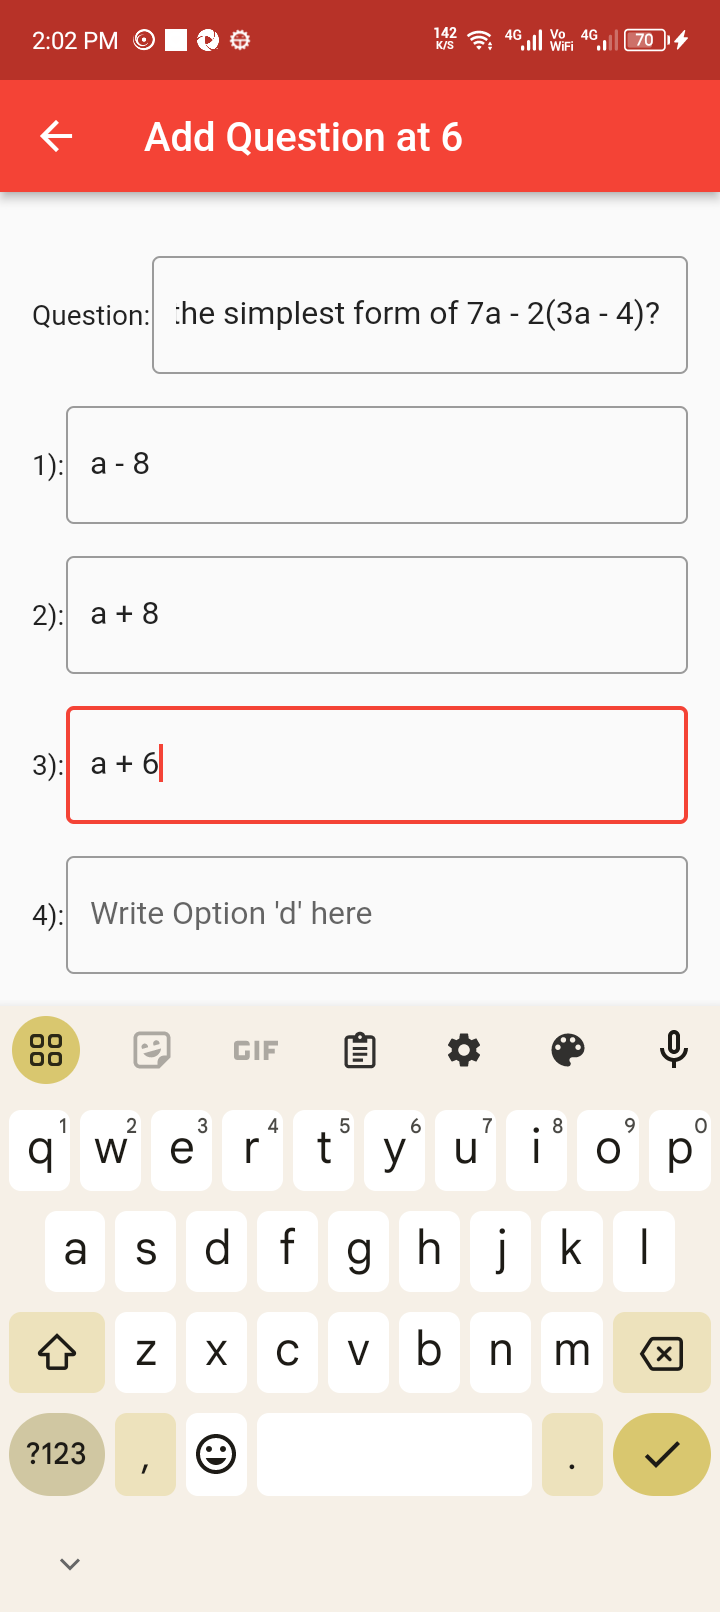 2:02 PM 142 K/S 4G Vo WiFi 4G 70
Add Question at 6
Question: the simplest form of 7a - 2(3a - 4)?
1): a - 8
2): a + 8
3): a + 6
4): Write Option 'd' here
GIF
q1 w2 e3 r4 t5 y6 u7 i8 o9 p0
a s d f g h j k l
z x c v b n m
?123 , .